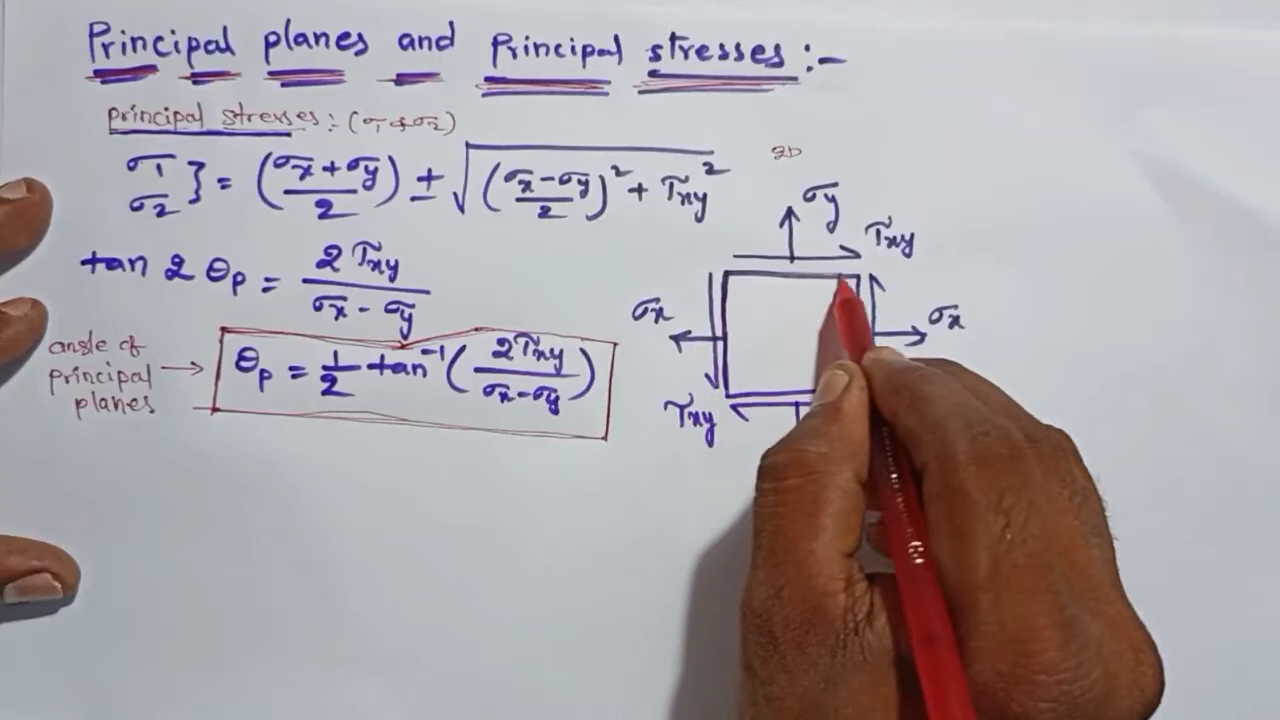 Principal planes and Principal stresses :-
principal stresses : (σ1 & σ2)
σ1
σ2 } = (σx + σy / 2) ± √((σx - σy / 2)² + τxy²)
2D
tan 2θp = 2τxy / σx - σy
angle of
principal
planes
θp = 1/2 tan⁻¹ (2τxy / σx - σy)
σy
τxy
σx
σx
τxy